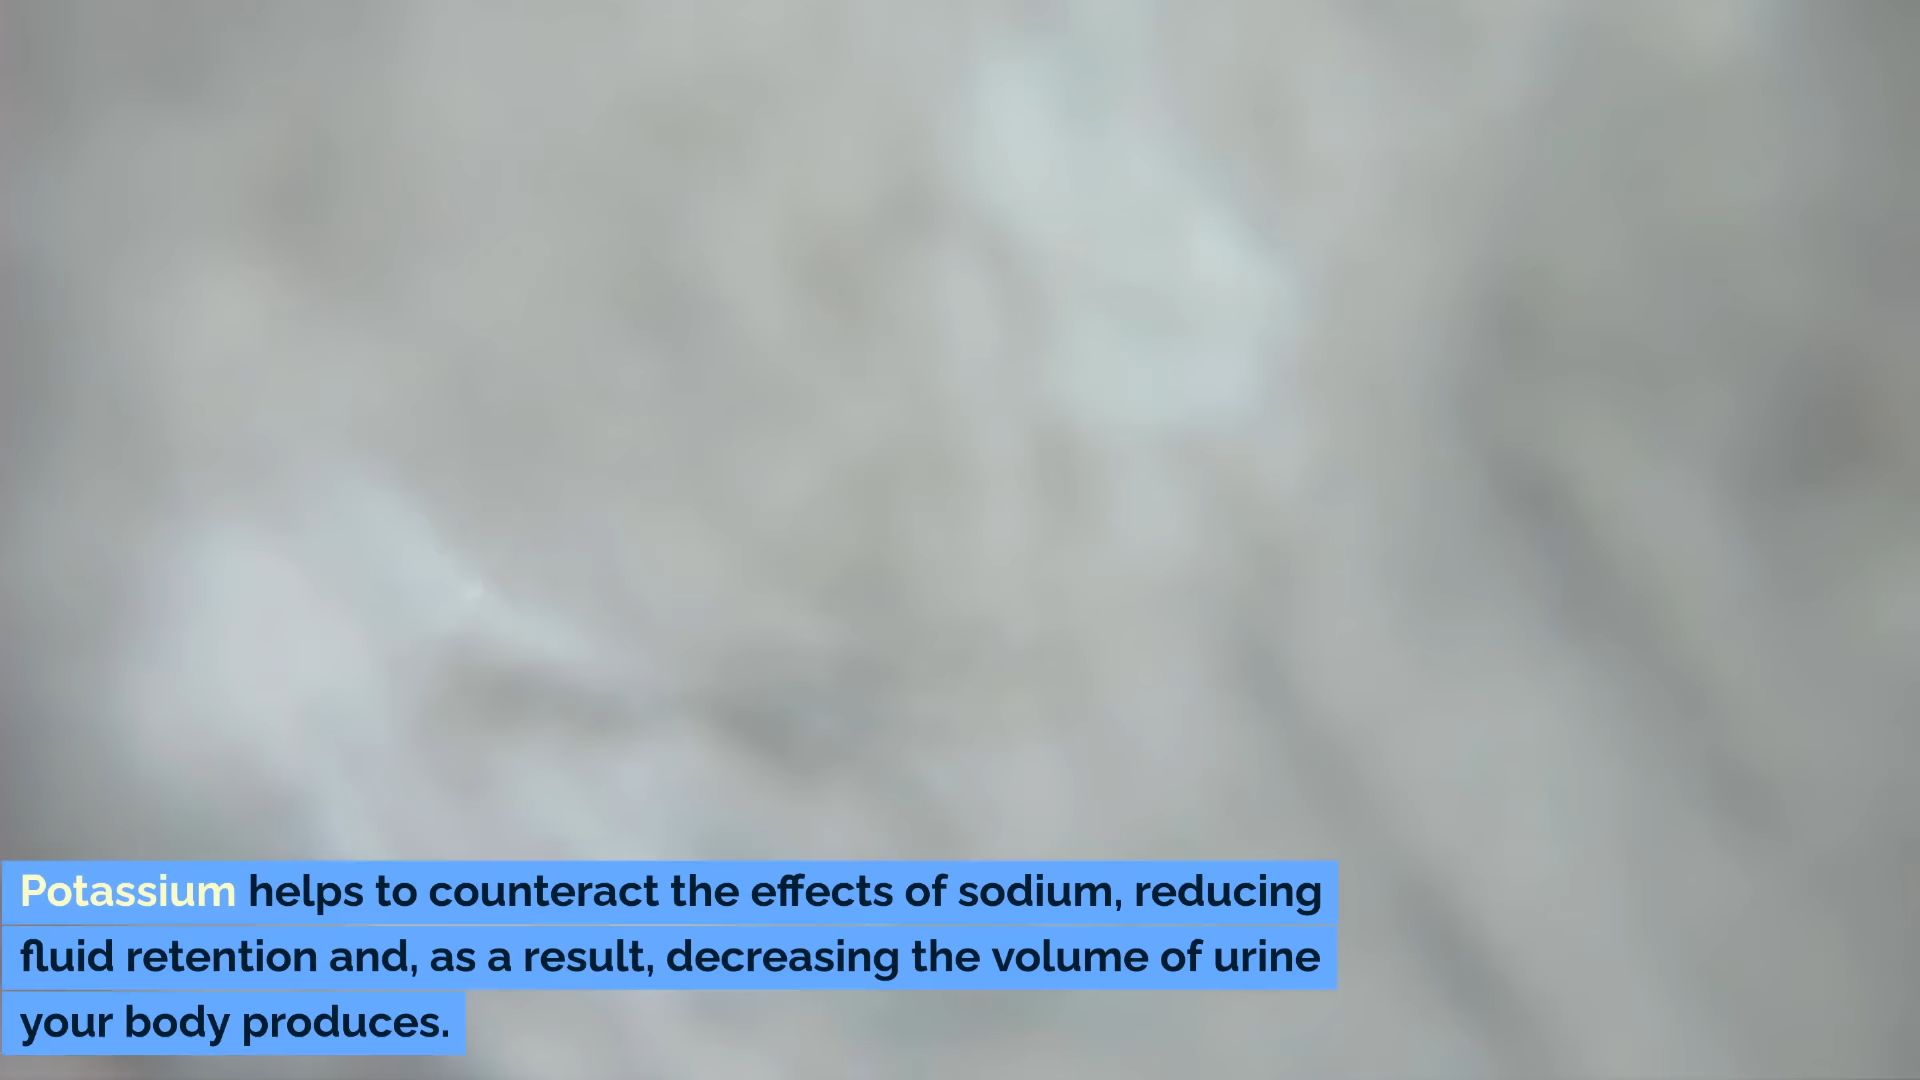 Potassium helps to counteract the effects of sodium, reducing
fluid retention and, as a result, decreasing the volume of urine
your body produces.